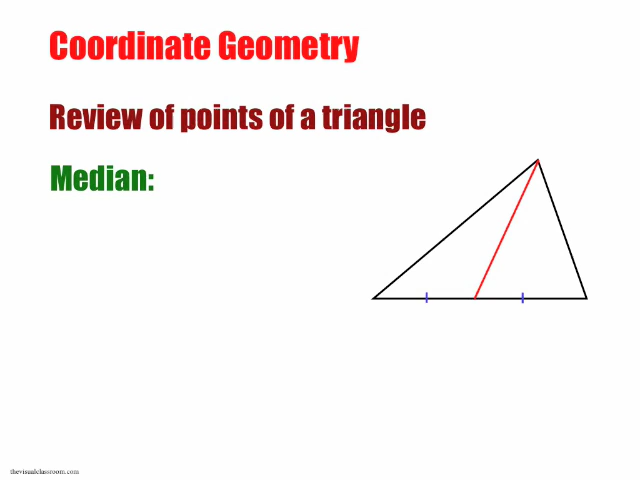 Coordinate Geometry
Review of points of a triangle
Median:
thevisualclassroom.com